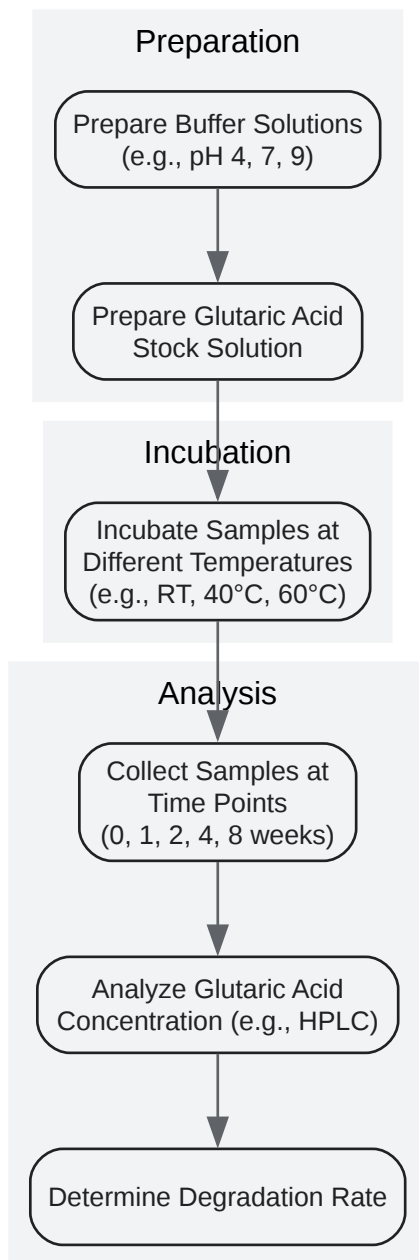 Preparation
Prepare Buffer Solutions
(e.g., pH 4, 7, 9)
Prepare Glutaric Acid
Stock Solution
Incubation
Incubate Samples at
Different Temperatures
(e.g., RT, 40°C, 60°C)
Analysis
Collect Samples at
Time Points
(0, 1, 2, 4, 8 weeks)
Analyze Glutaric Acid
Concentration (e.g., HPLC)
Determine Degradation Rate